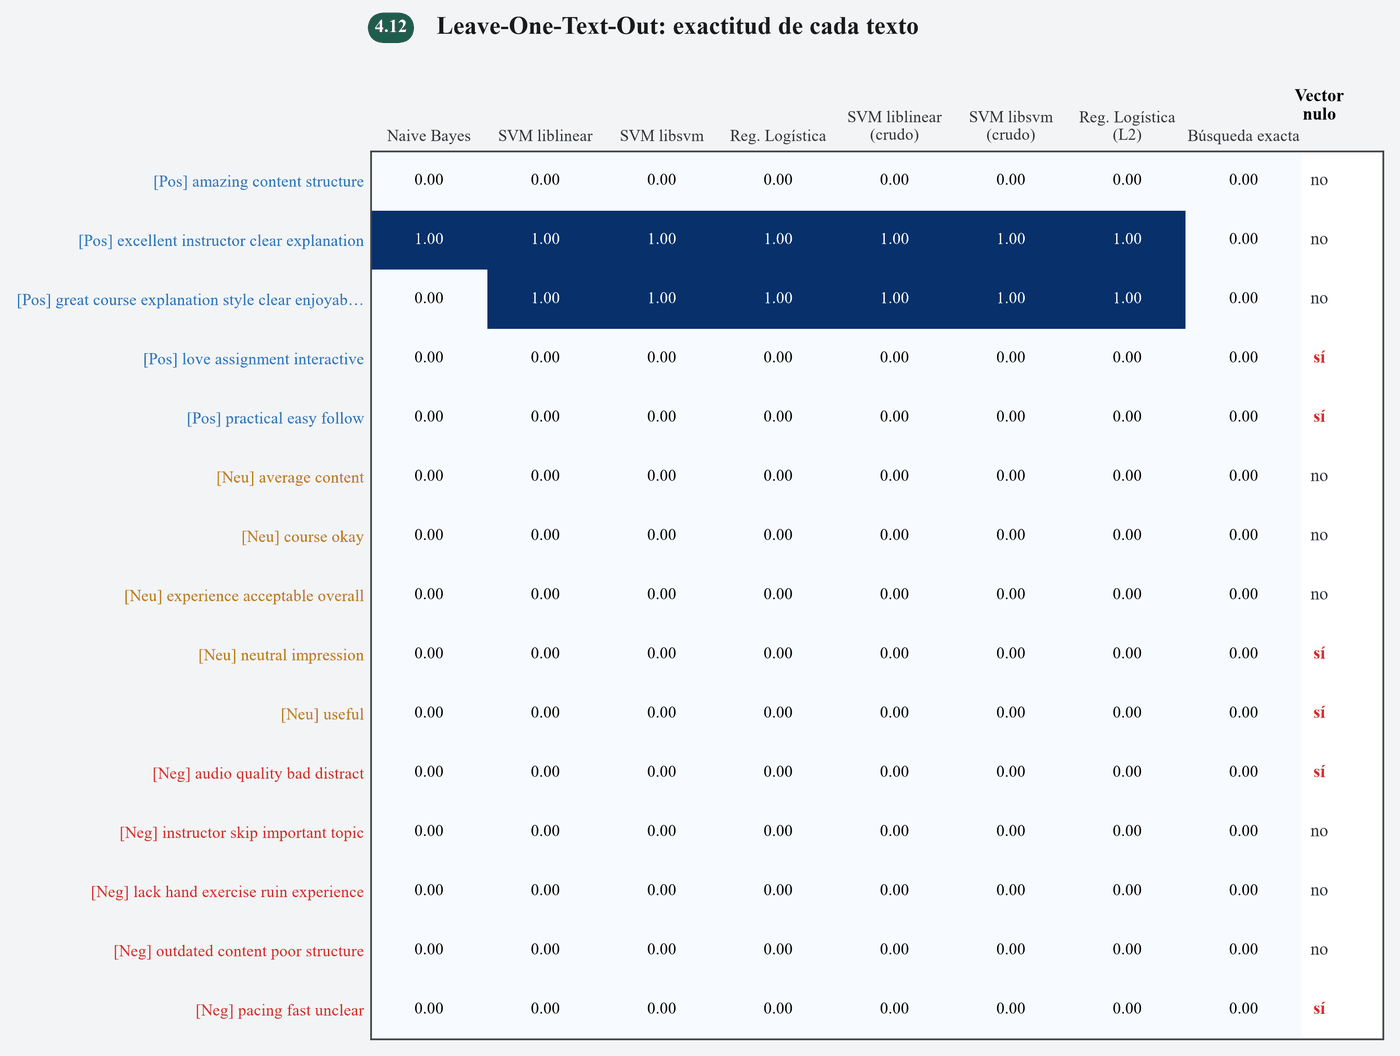 4.12 Leave-One-Text-Out: exactitud de cada texto
Vector
nulo
Naive Bayes SVM liblinear SVM libsvm Reg. Logística SVM liblinear (crudo) SVM libsvm (crudo) Reg. Logística (L2) Búsqueda exacta
[Pos] amazing content structure 0.00 0.00 0.00 0.00 0.00 0.00 0.00 0.00 no
[Pos] excellent instructor clear explanation 1.00 1.00 1.00 1.00 1.00 1.00 1.00 0.00 no
[Pos] great course explanation style clear enjoyab… 0.00 1.00 1.00 1.00 1.00 1.00 1.00 0.00 no
[Pos] love assignment interactive 0.00 0.00 0.00 0.00 0.00 0.00 0.00 0.00 sí
[Pos] practical easy follow 0.00 0.00 0.00 0.00 0.00 0.00 0.00 0.00 sí
[Neu] average content 0.00 0.00 0.00 0.00 0.00 0.00 0.00 0.00 no
[Neu] course okay 0.00 0.00 0.00 0.00 0.00 0.00 0.00 0.00 no
[Neu] experience acceptable overall 0.00 0.00 0.00 0.00 0.00 0.00 0.00 0.00 no
[Neu] neutral impression 0.00 0.00 0.00 0.00 0.00 0.00 0.00 0.00 sí
[Neu] useful 0.00 0.00 0.00 0.00 0.00 0.00 0.00 0.00 sí
[Neg] audio quality bad distract 0.00 0.00 0.00 0.00 0.00 0.00 0.00 0.00 sí
[Neg] instructor skip important topic 0.00 0.00 0.00 0.00 0.00 0.00 0.00 0.00 no
[Neg] lack hand exercise ruin experience 0.00 0.00 0.00 0.00 0.00 0.00 0.00 0.00 no
[Neg] outdated content poor structure 0.00 0.00 0.00 0.00 0.00 0.00 0.00 0.00 no
[Neg] pacing fast unclear 0.00 0.00 0.00 0.00 0.00 0.00 0.00 0.00 sí